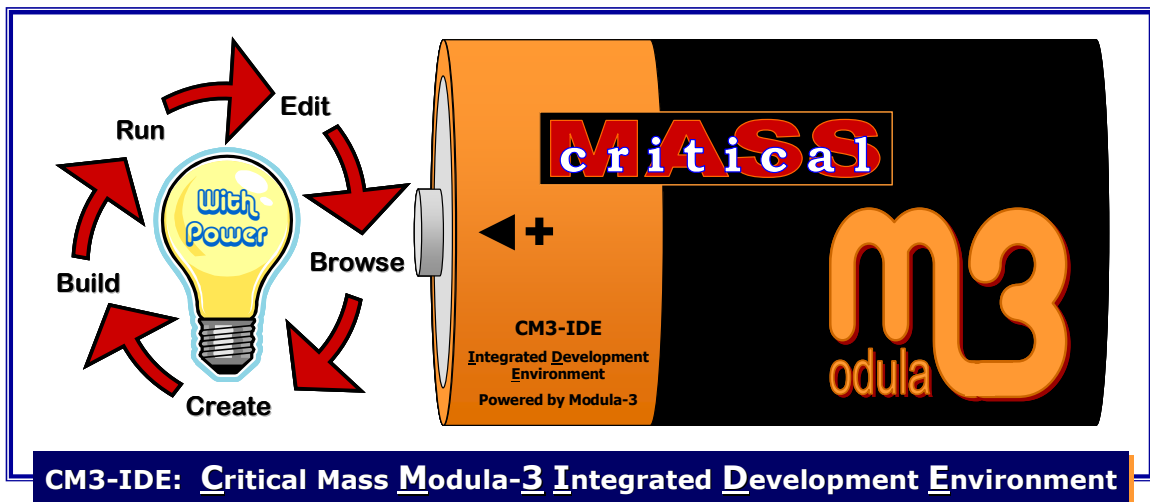 Run
Edit
With
Power
Build
Browse
Create
MASS
critical
+
CM3-IDE
Integrated Development
Environment
Powered by Modula-3
m3
odula
CM3-IDE: Critical Mass Modula-3 Integrated Development Environment